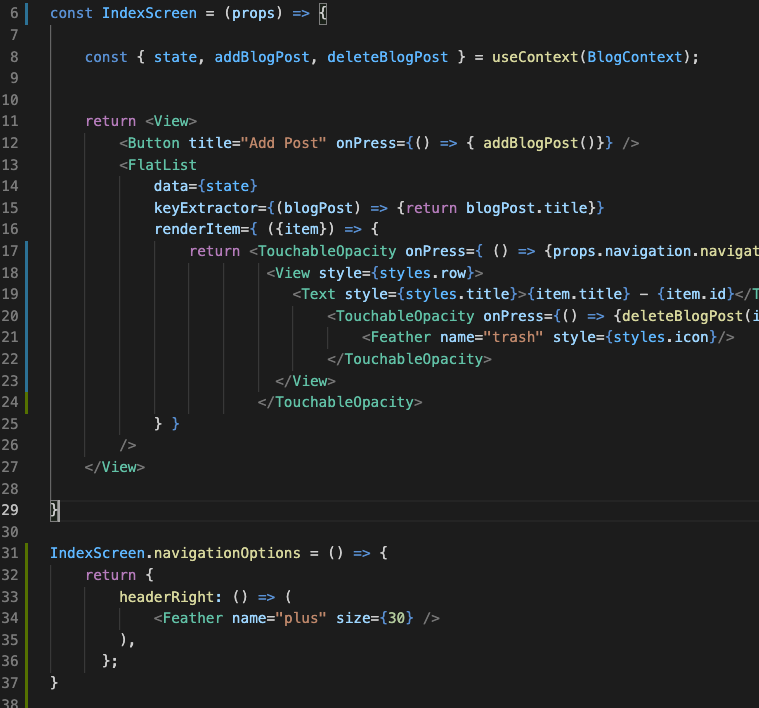 6 const IndexScreen = (props) => {
7
8 const { state, addBlogPost, deleteBlogPost } = useContext(BlogContext);
9
10
11 return <View>
12 <Button title="Add Post" onPress={() => { addBlogPost()}} />
13 <FlatList
14 data={state}
15 keyExtractor={(blogPost) => {return blogPost.title}}
16 renderItem={ ({item}) => {
17 return <TouchableOpacity onPress={ () => {props.navigation.navigat
18 <View style={styles.row}>
19 <Text style={styles.title}>{item.title} - {item.id}</T
20 <TouchableOpacity onPress={() => {deleteBlogPost(i
21 <Feather name="trash" style={styles.icon}/>
22 </TouchableOpacity>
23 </View>
24 </TouchableOpacity>
25 } }
26 />
27 </View>
28
29 }
30
31 IndexScreen.navigationOptions = () => {
32 return {
33 headerRight: () => (
34 <Feather name="plus" size={30} />
35 ),
36 };
37 }
38